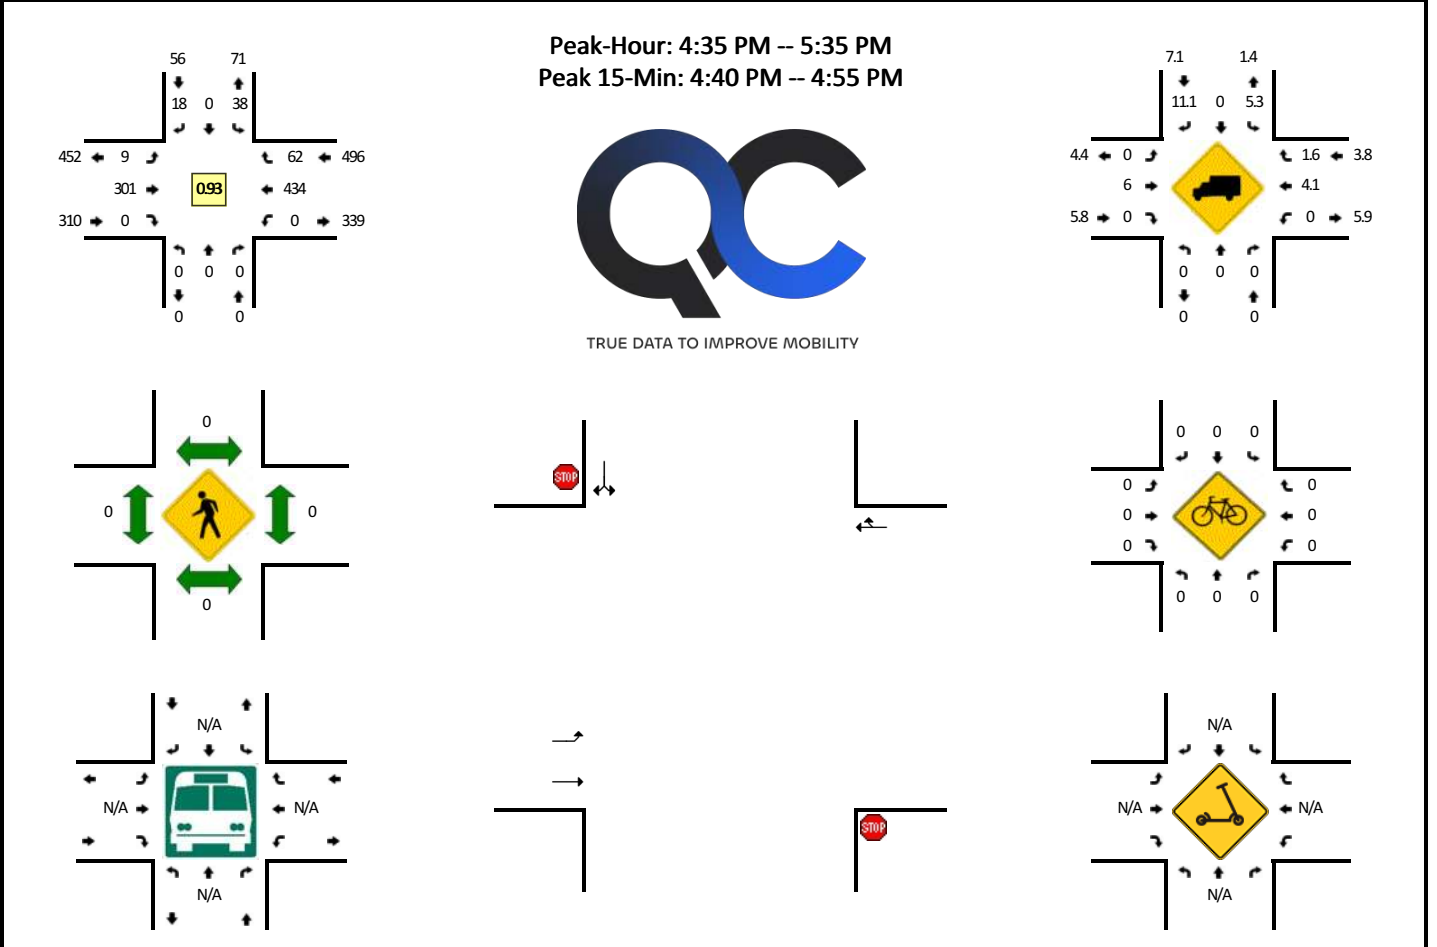 Peak-Hour: 4:35 PM -- 5:35 PM
Peak 15-Min: 4:40 PM -- 4:55 PM
56 71
18 0 38
452 9 62 496
301 0.93 434
310 0 0 339
0 0 0
0 0
TRUE DATA TO IMPROVE MOBILITY
7.1 1.4
11.1 0 5.3
4.4 0 1.6 3.8
6 4.1
5.8 0 0 5.9
0 0 0
0 0
0
0 0
0
STOP
STOP
0 0 0
0 0
0 0
0 0
0 0 0
N/A
N/A N/A
N/A
N/A
N/A N/A
N/A